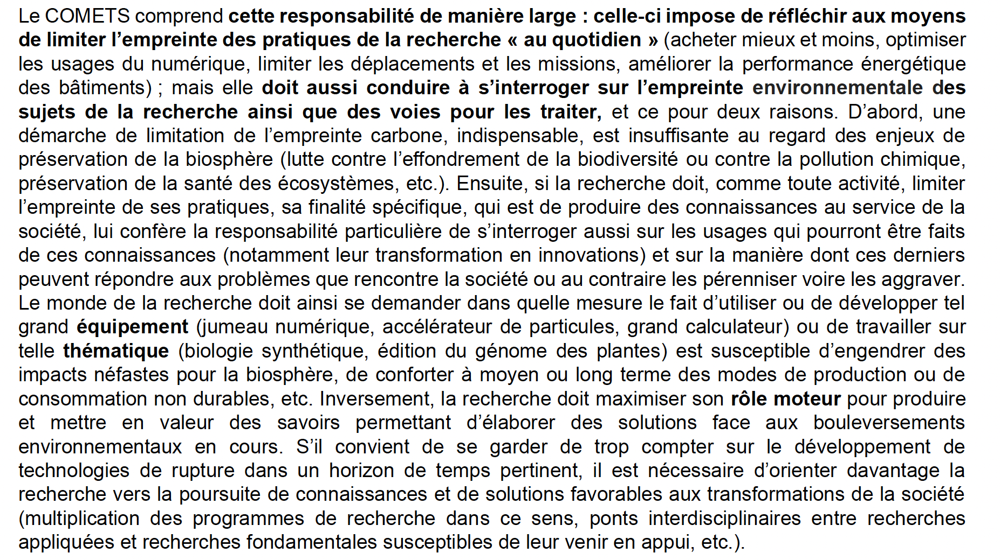 Le COMETS comprend cette responsabilité de manière large : celle-ci impose de réfléchir aux moyens
de limiter l’empreinte des pratiques de la recherche « au quotidien » (acheter mieux et moins, optimiser
les usages du numérique, limiter les déplacements et les missions, améliorer la performance énergétique
des bâtiments) ; mais elle doit aussi conduire à s’interroger sur l’empreinte environnementale des
sujets de la recherche ainsi que des voies pour les traiter, et ce pour deux raisons. D’abord, une
démarche de limitation de l’empreinte carbone, indispensable, est insuffisante au regard des enjeux de
préservation de la biosphère (lutte contre l’effondrement de la biodiversité ou contre la pollution chimique,
préservation de la santé des écosystèmes, etc.). Ensuite, si la recherche doit, comme toute activité, limiter
l’empreinte de ses pratiques, sa finalité spécifique, qui est de produire des connaissances au service de la
société, lui confère la responsabilité particulière de s’interroger aussi sur les usages qui pourront être faits
de ces connaissances (notamment leur transformation en innovations) et sur la manière dont ces derniers
peuvent répondre aux problèmes que rencontre la société ou au contraire les pérenniser voire les aggraver.
Le monde de la recherche doit ainsi se demander dans quelle mesure le fait d’utiliser ou de développer tel
grand équipement (jumeau numérique, accélérateur de particules, grand calculateur) ou de travailler sur
telle thématique (biologie synthétique, édition du génome des plantes) est susceptible d’engendrer des
impacts néfastes pour la biosphère, de conforter à moyen ou long terme des modes de production ou de
consommation non durables, etc. Inversement, la recherche doit maximiser son rôle moteur pour produire
et mettre en valeur des savoirs permettant d’élaborer des solutions face aux bouleversements
environnementaux en cours. S’il convient de se garder de trop compter sur le développement de
technologies de rupture dans un horizon de temps pertinent, il est nécessaire d’orienter davantage la
recherche vers la poursuite de connaissances et de solutions favorables aux transformations de la société
(multiplication des programmes de recherche dans ce sens, ponts interdisciplinaires entre recherches
appliquées et recherches fondamentales susceptibles de leur venir en appui, etc.).